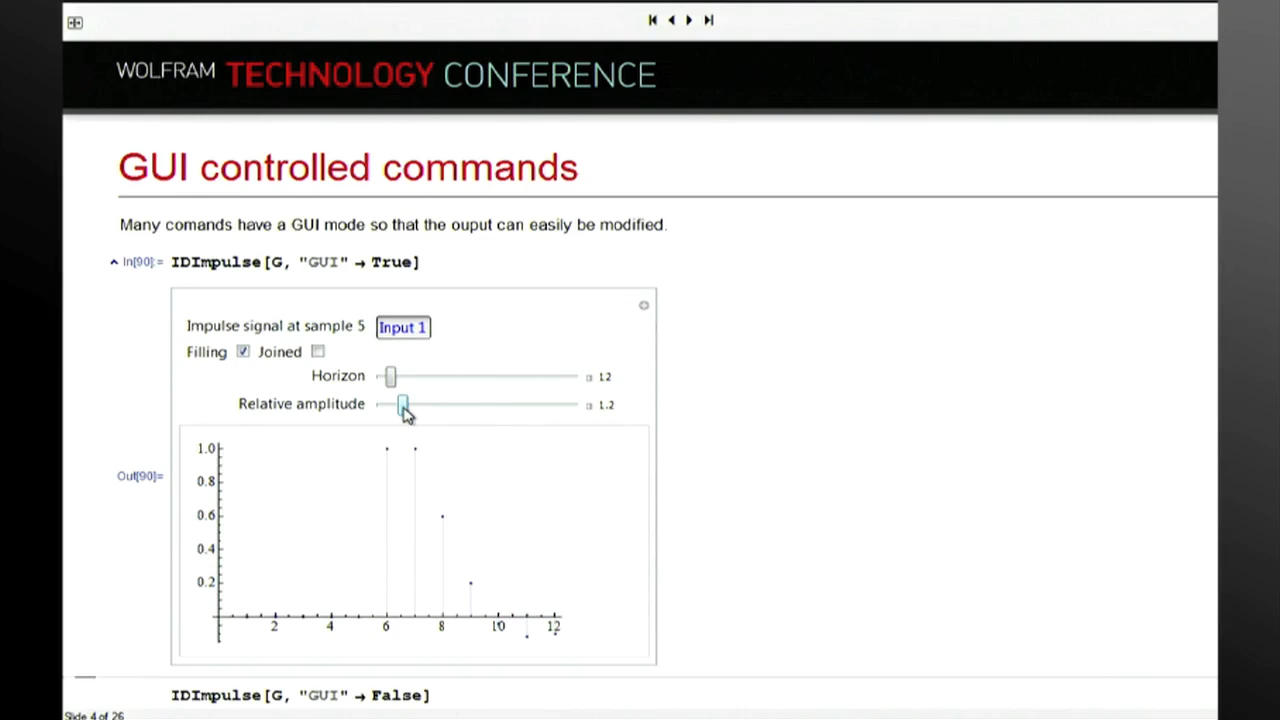 WOLFRAM TECHNOLOGY CONFERENCE
GUI controlled commands
Many comands have a GUI mode so that the ouput can easily be modified.
In[90]:= IDImpulse[G, "GUI" → True]
Impulse signal at sample 5 Input 1
Filling Joined
Horizon 12
Relative amplitude 1.2
1.0
0.8
0.6
0.4
0.2
2 4 6 8 10 12
Out[90]=
IDImpulse[G, "GUI" → False]
Slide 4 of 26